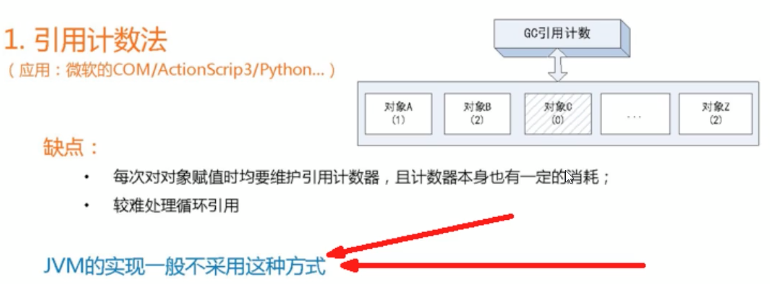 1. 引用计数法
（应用：微软的COM/ActionScrip3/Python...）
GC引用计数
对象A
(1)
对象B
(2)
对象C
(0)
...
对象Z
(2)
缺点：
• 每次对对象赋值时均要维护引用计数器，且计数器本身也有一定的消耗；
• 较难处理循环引用
JVM的实现一般不采用这种方式